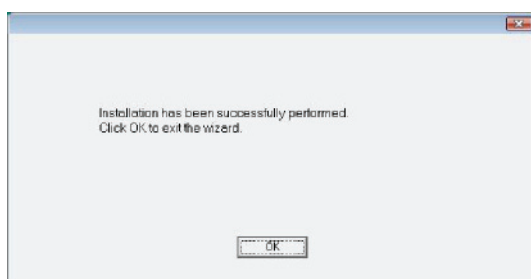 Installation has been successfully performed.
Click OK to exit the wizard.
OK